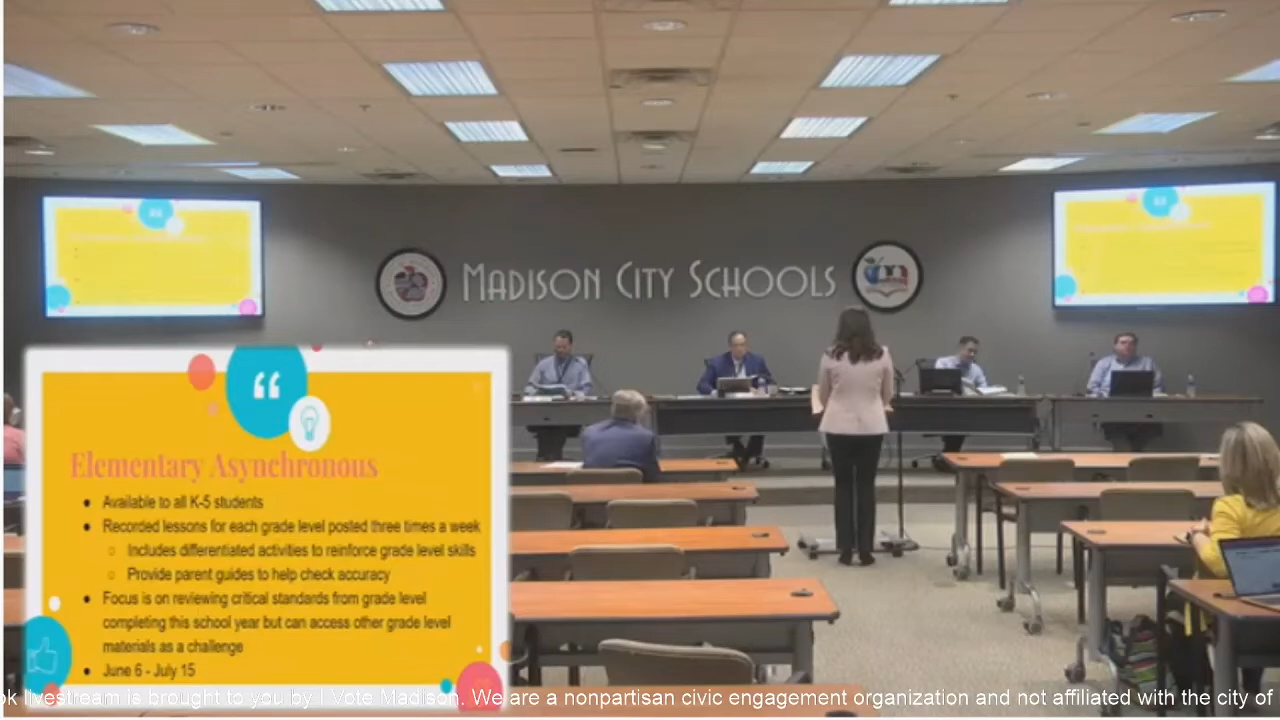 MADISON CITY SCHOOLS
Elementary Asynchronous
Available to all K-5 students
Recorded lessons for each grade level posted three times a week
Includes differentiated activities to reinforce grade level skills
Provide parent guides to help check accuracy
Focus is on reviewing critical standards from grade level
completing this school year but can access other grade level
materials as a challenge
June 6 - July 15
ok livestream is brought to you by I Vote Madison. We are a nonpartisan civic engagement organization and not affiliated with the city of